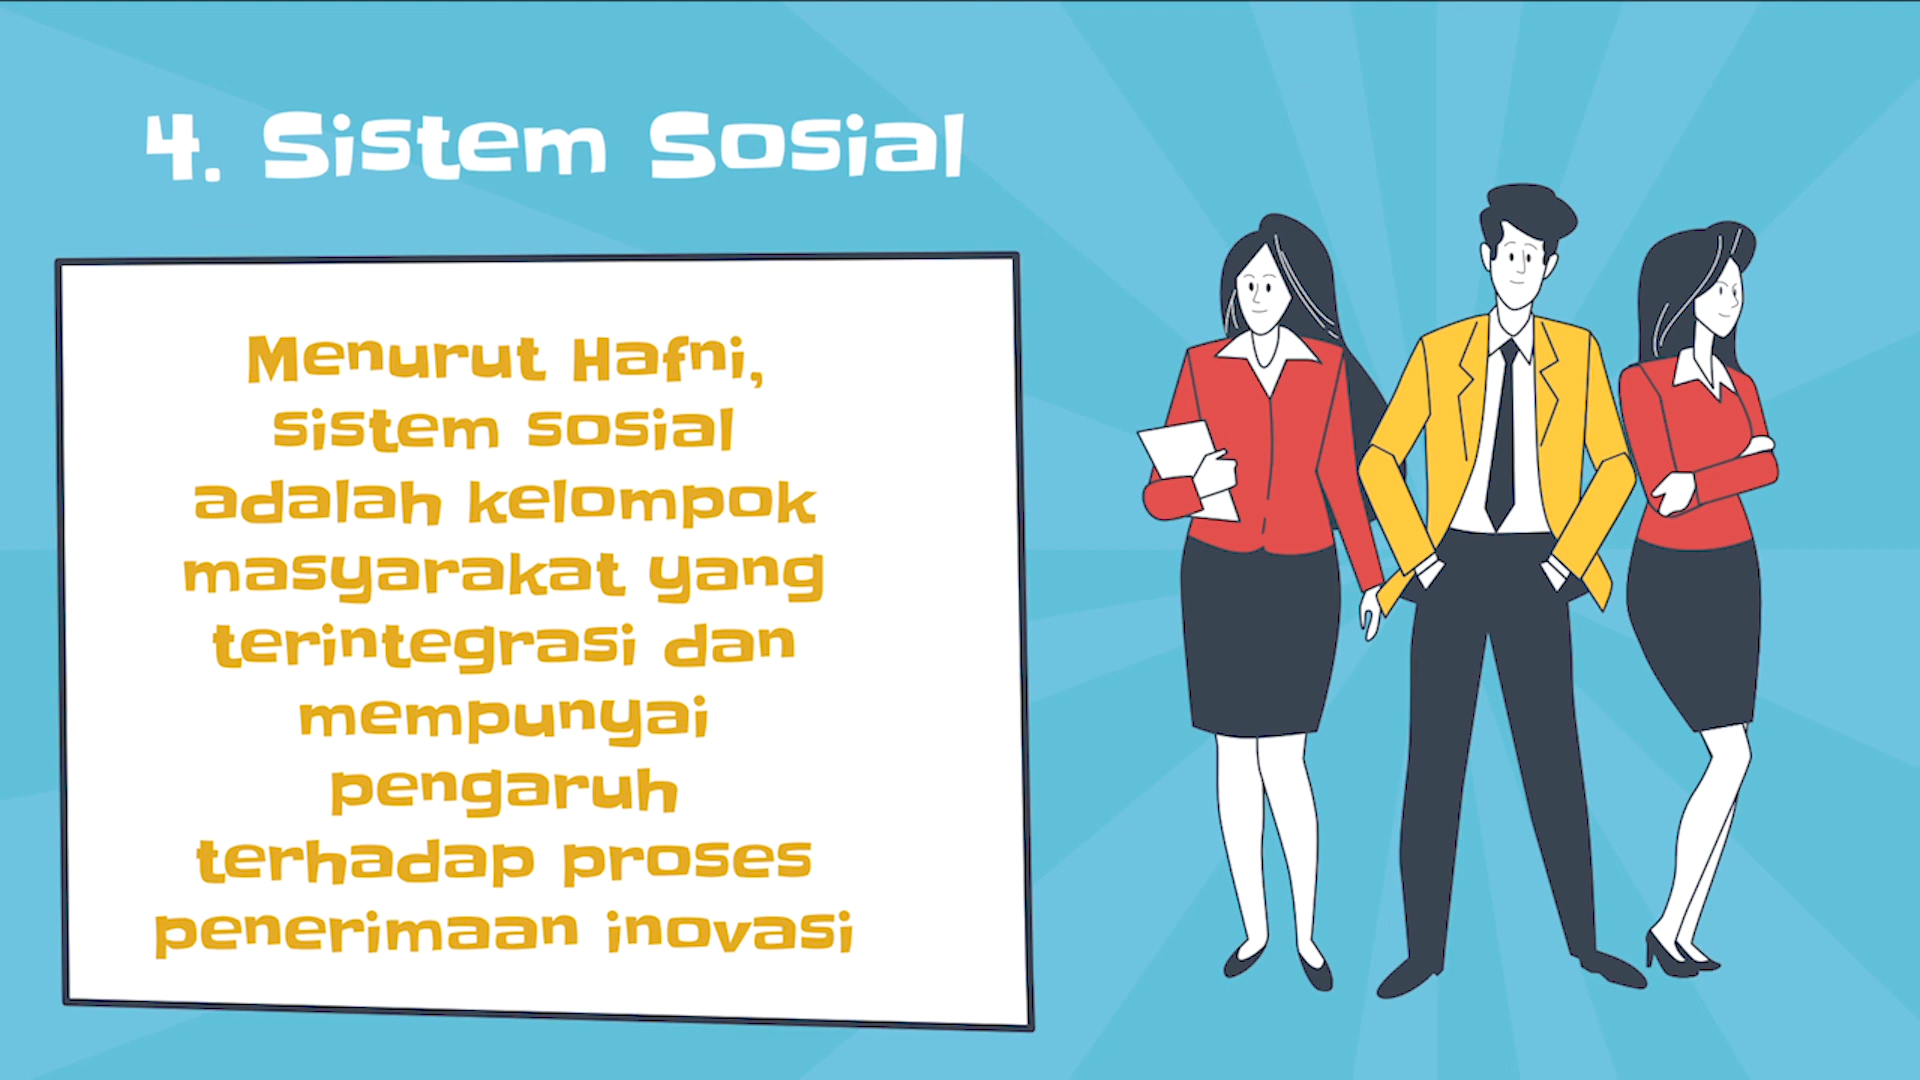 4. Sistem Sosial
Menurut Hafni,
sistem sosial
adalah kelompok
masyarakat yang
terintegrasi dan
mempunyai
pengaruh
terhadap proses
penerimaan inovasi